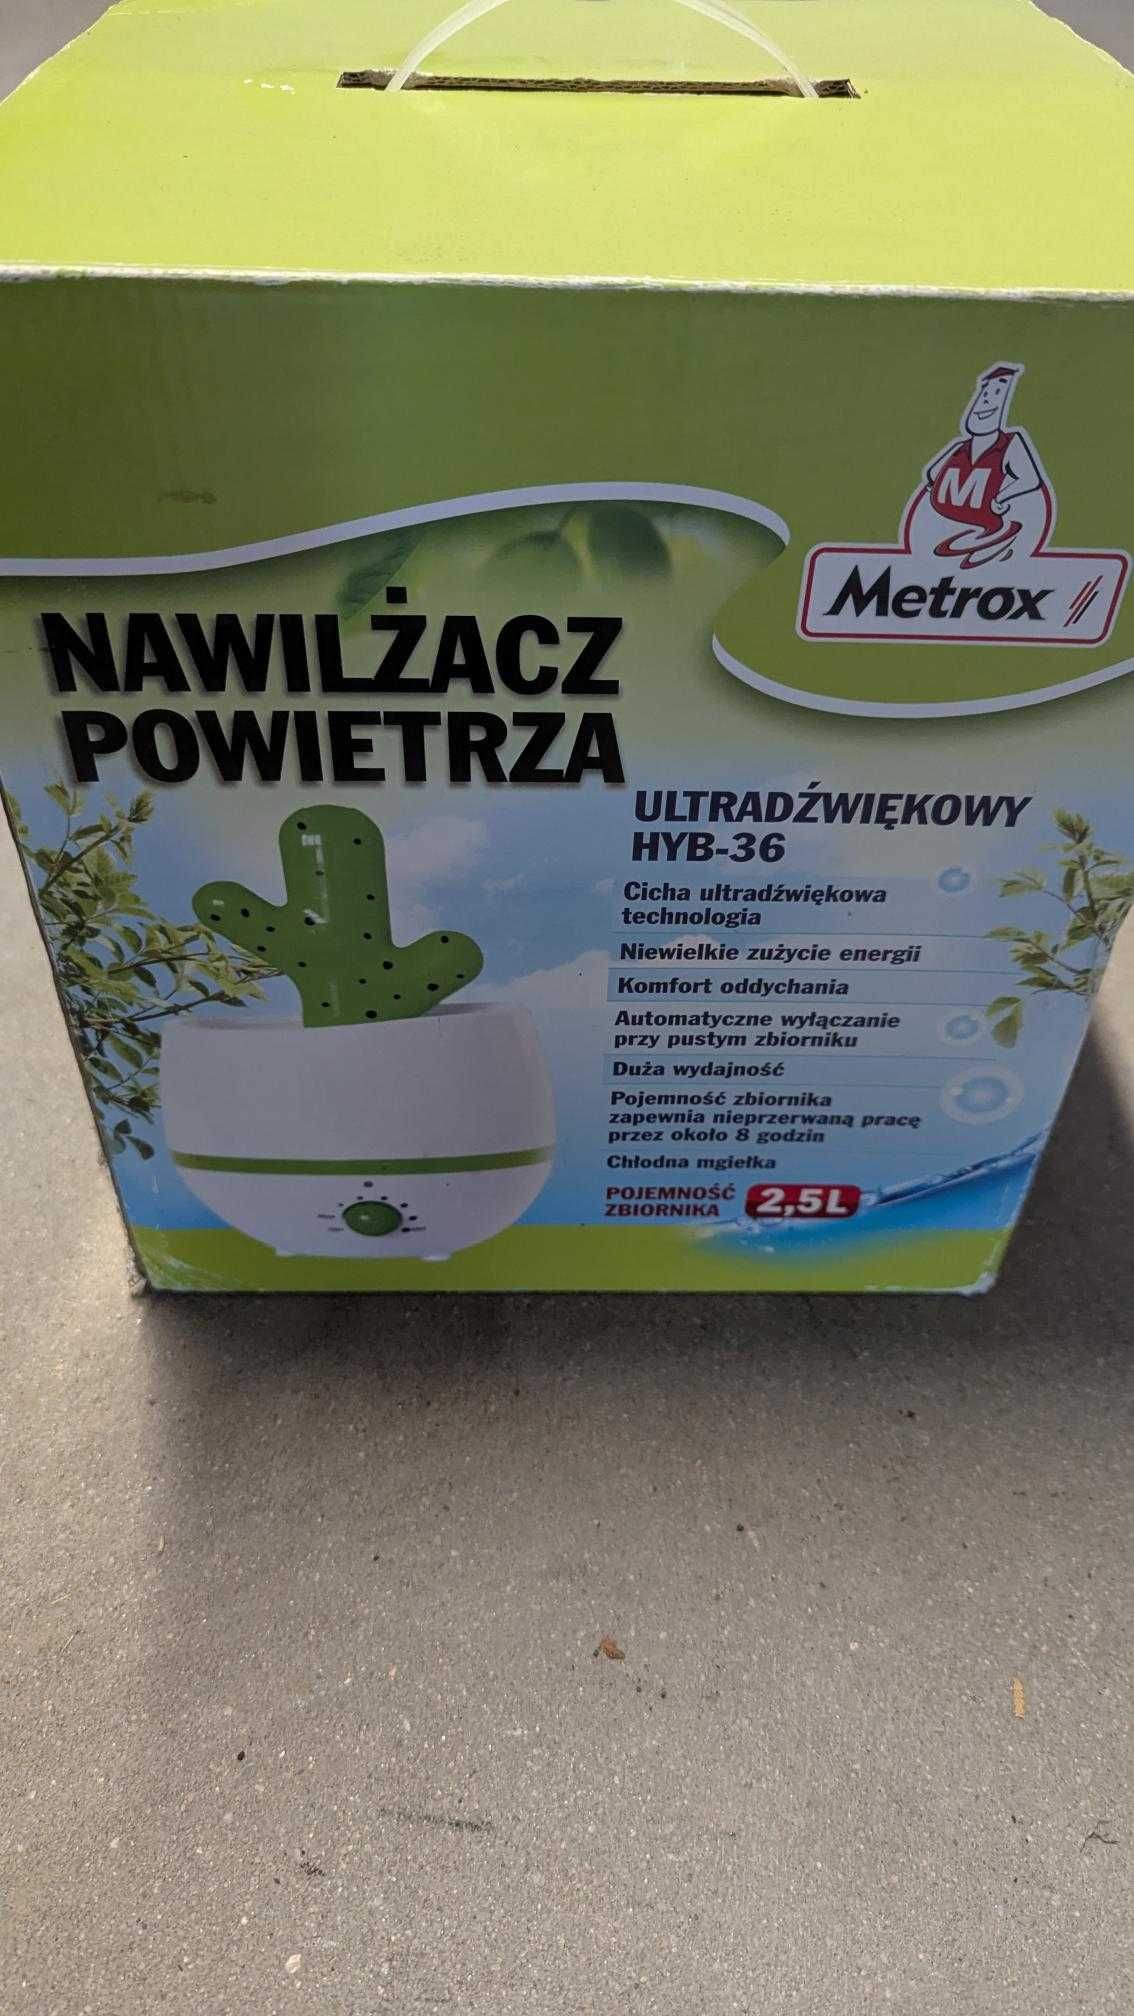 M
Metrox
NAWILŻACZ
POWIETRZA
ULTRADŹWIĘKOWY
HYB-36
Cicha ultradźwiękowa
technologia
Niewielkie zużycie energii
Komfort oddychania
Automatyczne wyłączanie
przy pustym zbiorniku
Duża wydajność
Pojemność zbiornika
zapewnia nieprzerwaną pracę
przez około 8 godzin
Chłodna mgiełka
POJEMNOŚĆ
ZBIORNIKA 2,5L